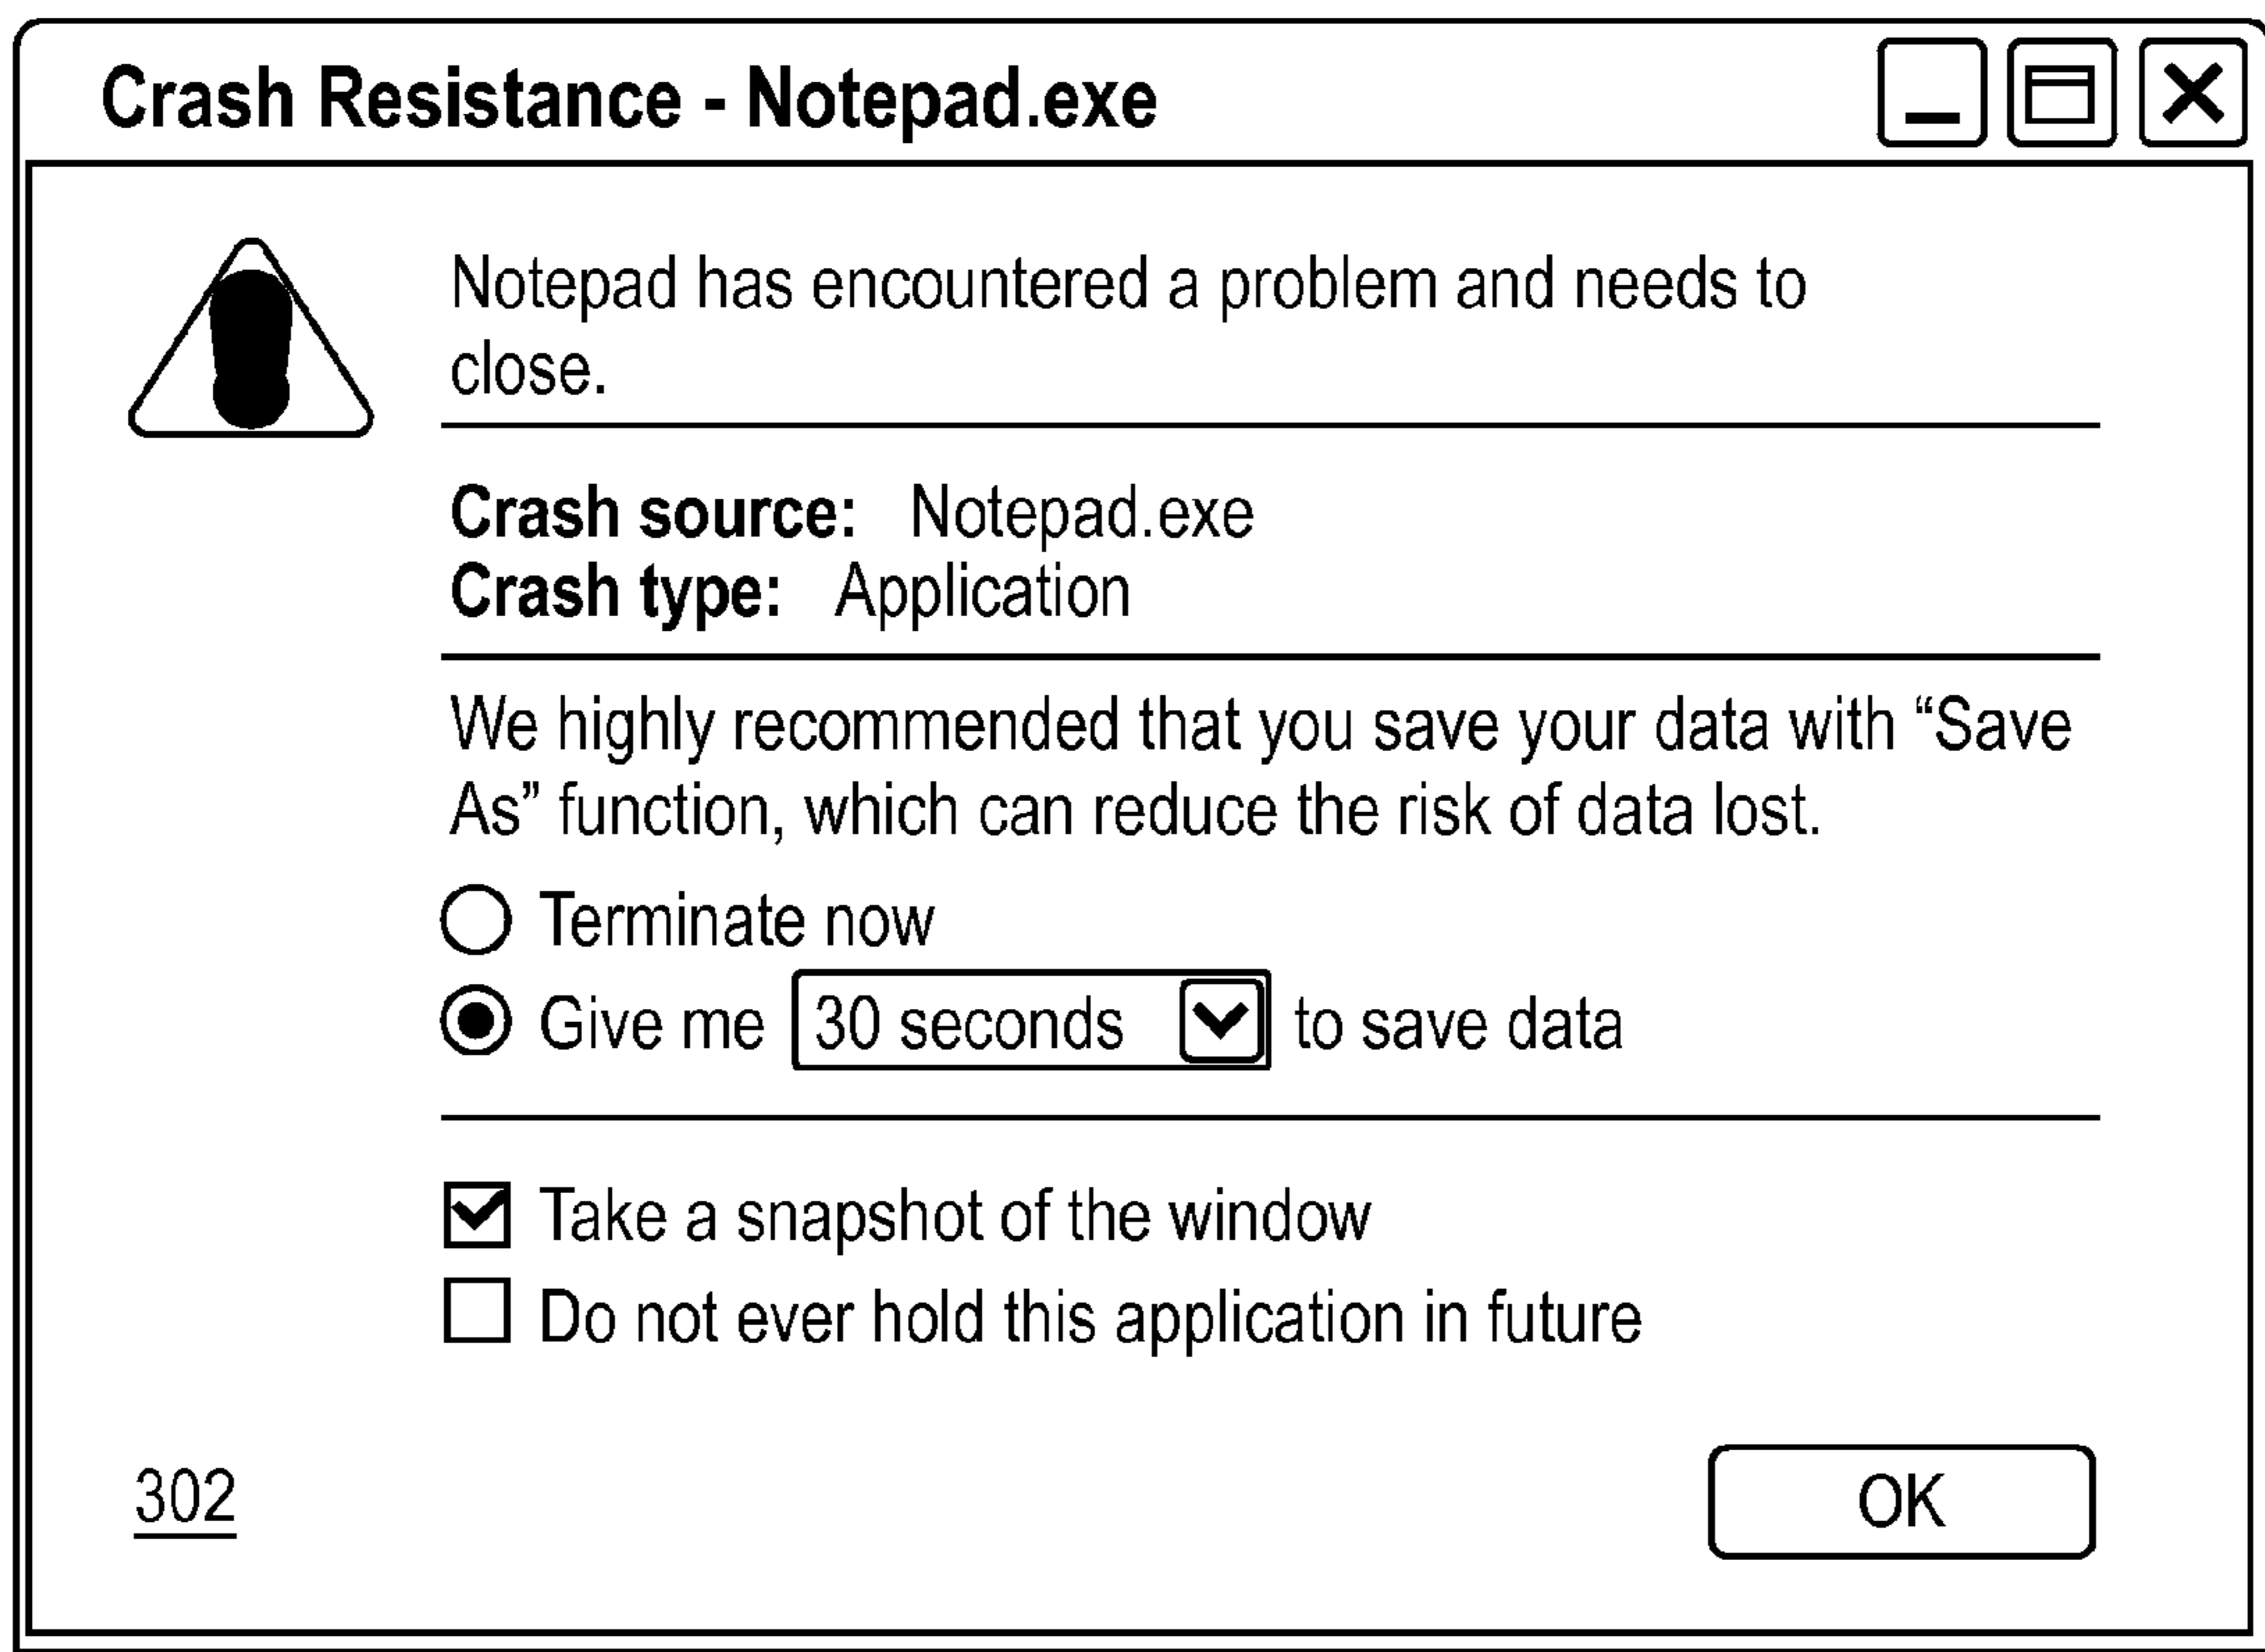 Crash Resistance - Notepad.exe
Notepad has encountered a problem and needs to
close.
Crash source: Notepad.exe
Crash type: Application
We highly recommended that you save your data with “Save
As” function, which can reduce the risk of data lost.
Terminate now
Give me 30 seconds to save data
Take a snapshot of the window
Do not ever hold this application in future
302
OK